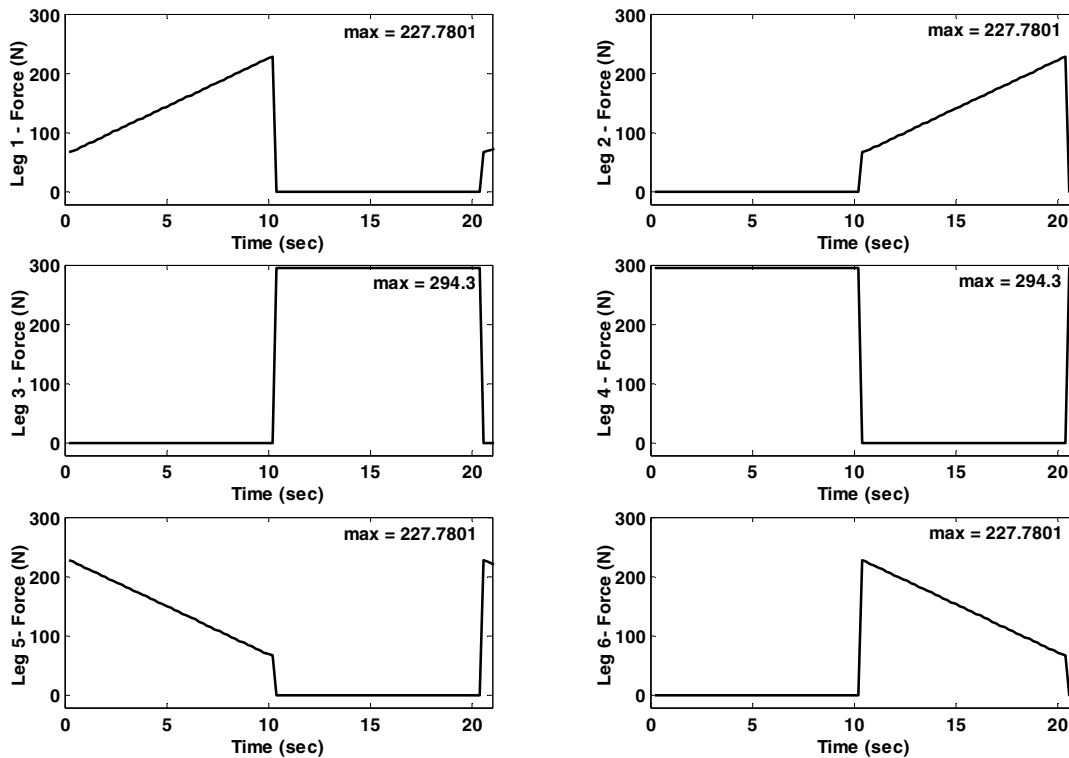 max = 227.7801
Leg 1 - Force (N)
300
200
100
0
0 5 10 15 20
Time (sec)
max = 227.7801
Leg 2 - Force (N)
300
200
100
0
0 5 10 15 20
Time (sec)
max = 294.3
Leg 3 - Force (N)
300
200
100
0
0 5 10 15 20
Time (sec)
max = 294.3
Leg 4 - Force (N)
300
200
100
0
0 5 10 15 20
Time (sec)
max = 227.7801
Leg 5- Force (N)
300
200
100
0
0 5 10 15 20
Time (sec)
max = 227.7801
Leg 6- Force (N)
300
200
100
0
0 5 10 15 20
Time (sec)